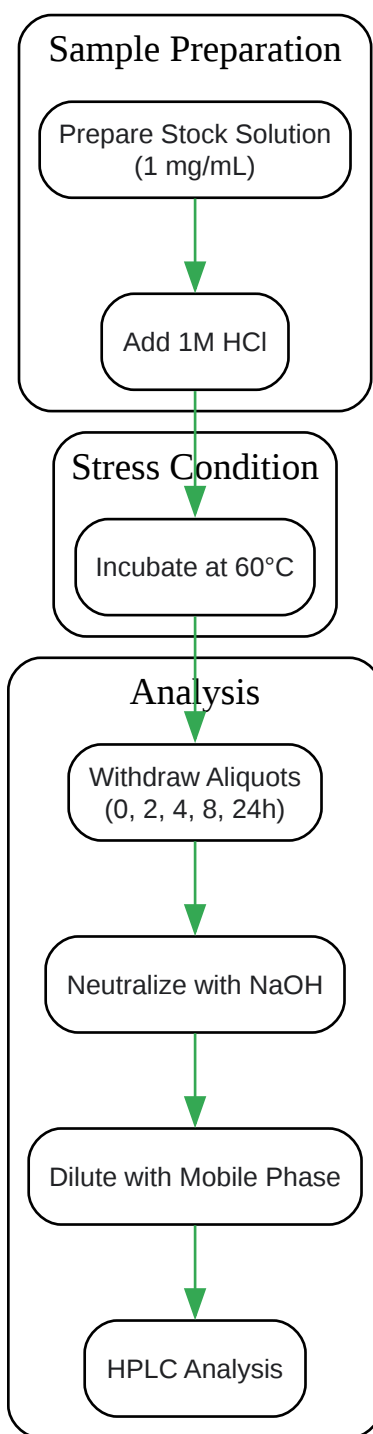 Sample Preparation
Prepare Stock Solution
(1 mg/mL)
Add 1M HCl
Stress Condition
Incubate at 60°C
Analysis
Withdraw Aliquots
(0, 2, 4, 8, 24h)
Neutralize with NaOH
Dilute with Mobile Phase
HPLC Analysis